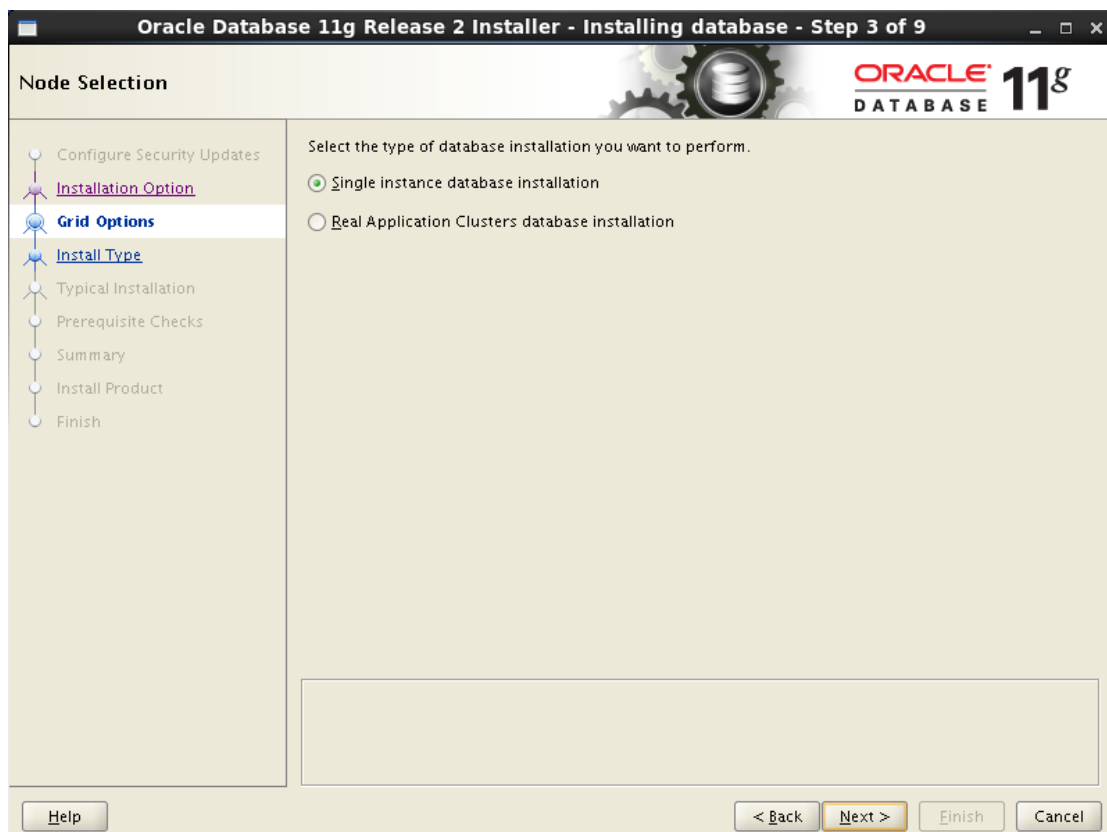 Oracle Database 11g Release 2 Installer - Installing database - Step 3 of 9
Node Selection
ORACLE DATABASE 11g
Configure Security Updates
Installation Option
Grid Options
Install Type
Typical Installation
Prerequisite Checks
Summary
Install Product
Finish
Select the type of database installation you want to perform.
Single instance database installation
Real Application Clusters database installation
Help
< Back
Next >
Finish
Cancel